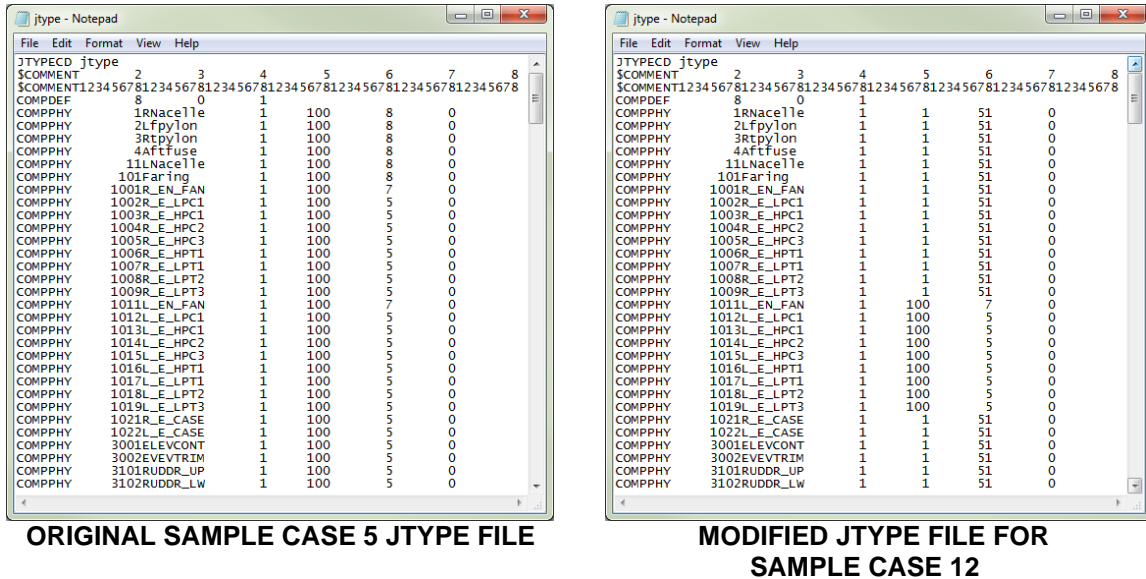 jtype - Notepad
File Edit Format View Help
JTYPECD jtype
$COMMENT 2 3 4 5 6 7 8
$COMMENT12345678123456781234567812345678123456781234567812345678
COMPDEF 8 0 1
COMPPHY 1RNacelle 1 100 8 0
COMPPHY 2Lfpylon 1 100 8 0
COMPPHY 3Rtpylon 1 100 8 0
COMPPHY 4Aftfuse 1 100 8 0
COMPPHY 11LNacelle 1 100 8 0
COMPPHY 101Faring 1 100 8 0
COMPPHY 1001R_EN_FAN 1 100 7 0
COMPPHY 1002R_E_LPC1 1 100 5 0
COMPPHY 1003R_E_HPC1 1 100 5 0
COMPPHY 1004R_E_HPC2 1 100 5 0
COMPPHY 1005R_E_HPC3 1 100 5 0
COMPPHY 1006R_E_HPT1 1 100 5 0
COMPPHY 1007R_E_LPT1 1 100 5 0
COMPPHY 1008R_E_LPT2 1 100 5 0
COMPPHY 1009R_E_LPT3 1 100 5 0
COMPPHY 1011L_EN_FAN 1 100 7 0
COMPPHY 1012L_E_LPC1 1 100 5 0
COMPPHY 1013L_E_HPC1 1 100 5 0
COMPPHY 1014L_E_HPC2 1 100 5 0
COMPPHY 1015L_E_HPC3 1 100 5 0
COMPPHY 1016L_E_HPT1 1 100 5 0
COMPPHY 1017L_E_LPT1 1 100 5 0
COMPPHY 1018L_E_LPT2 1 100 5 0
COMPPHY 1019L_E_LPT3 1 100 5 0
COMPPHY 1021R_E_CASE 1 100 5 0
COMPPHY 1022L_E_CASE 1 100 5 0
COMPPHY 3001ELEVCONT 1 100 5 0
COMPPHY 3002EVEVTRIM 1 100 5 0
COMPPHY 3101RUDDR_UP 1 100 5 0
COMPPHY 3102RUDDR_LW 1 100 5 0
ORIGINAL SAMPLE CASE 5 JTYPE FILE
jtype - Notepad
File Edit Format View Help
JTYPECD jtype
$COMMENT 2 3 4 5 6 7 8
$COMMENT12345678123456781234567812345678123456781234567812345678
COMPDEF 8 0 1
COMPPHY 1RNacelle 1 1 51 0
COMPPHY 2Lfpylon 1 1 51 0
COMPPHY 3Rtpylon 1 1 51 0
COMPPHY 4Aftfuse 1 1 51 0
COMPPHY 11LNacelle 1 1 51 0
COMPPHY 101Faring 1 1 51 0
COMPPHY 1001R_EN_FAN 1 1 51 0
COMPPHY 1002R_E_LPC1 1 1 51 0
COMPPHY 1003R_E_HPC1 1 1 51 0
COMPPHY 1004R_E_HPC2 1 1 51 0
COMPPHY 1005R_E_HPC3 1 1 51 0
COMPPHY 1006R_E_HPT1 1 1 51 0
COMPPHY 1007R_E_LPT1 1 1 51 0
COMPPHY 1008R_E_LPT2 1 1 51 0
COMPPHY 1009R_E_LPT3 1 1 51 0
COMPPHY 1011L_EN_FAN 1 100 7 0
COMPPHY 1012L_E_LPC1 1 100 5 0
COMPPHY 1013L_E_HPC1 1 100 5 0
COMPPHY 1014L_E_HPC2 1 100 5 0
COMPPHY 1015L_E_HPC3 1 100 5 0
COMPPHY 1016L_E_HPT1 1 100 5 0
COMPPHY 1017L_E_LPT1 1 100 5 0
COMPPHY 1018L_E_LPT2 1 100 5 0
COMPPHY 1019L_E_LPT3 1 100 5 0
COMPPHY 1021R_E_CASE 1 1 51 0
COMPPHY 1022L_E_CASE 1 1 51 0
COMPPHY 3001ELEVCONT 1 1 51 0
COMPPHY 3002EVEVTRIM 1 1 51 0
COMPPHY 3101RUDDR_UP 1 1 51 0
COMPPHY 3102RUDDR_LW 1 1 51 0
MODIFIED JTYPE FILE FOR
SAMPLE CASE 12